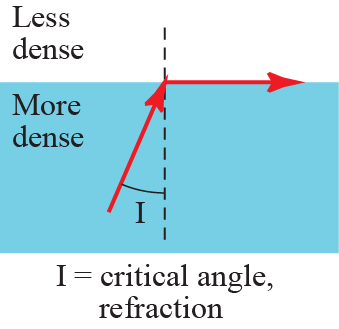 Less
dense
More
dense
I
I = critical angle,
refraction